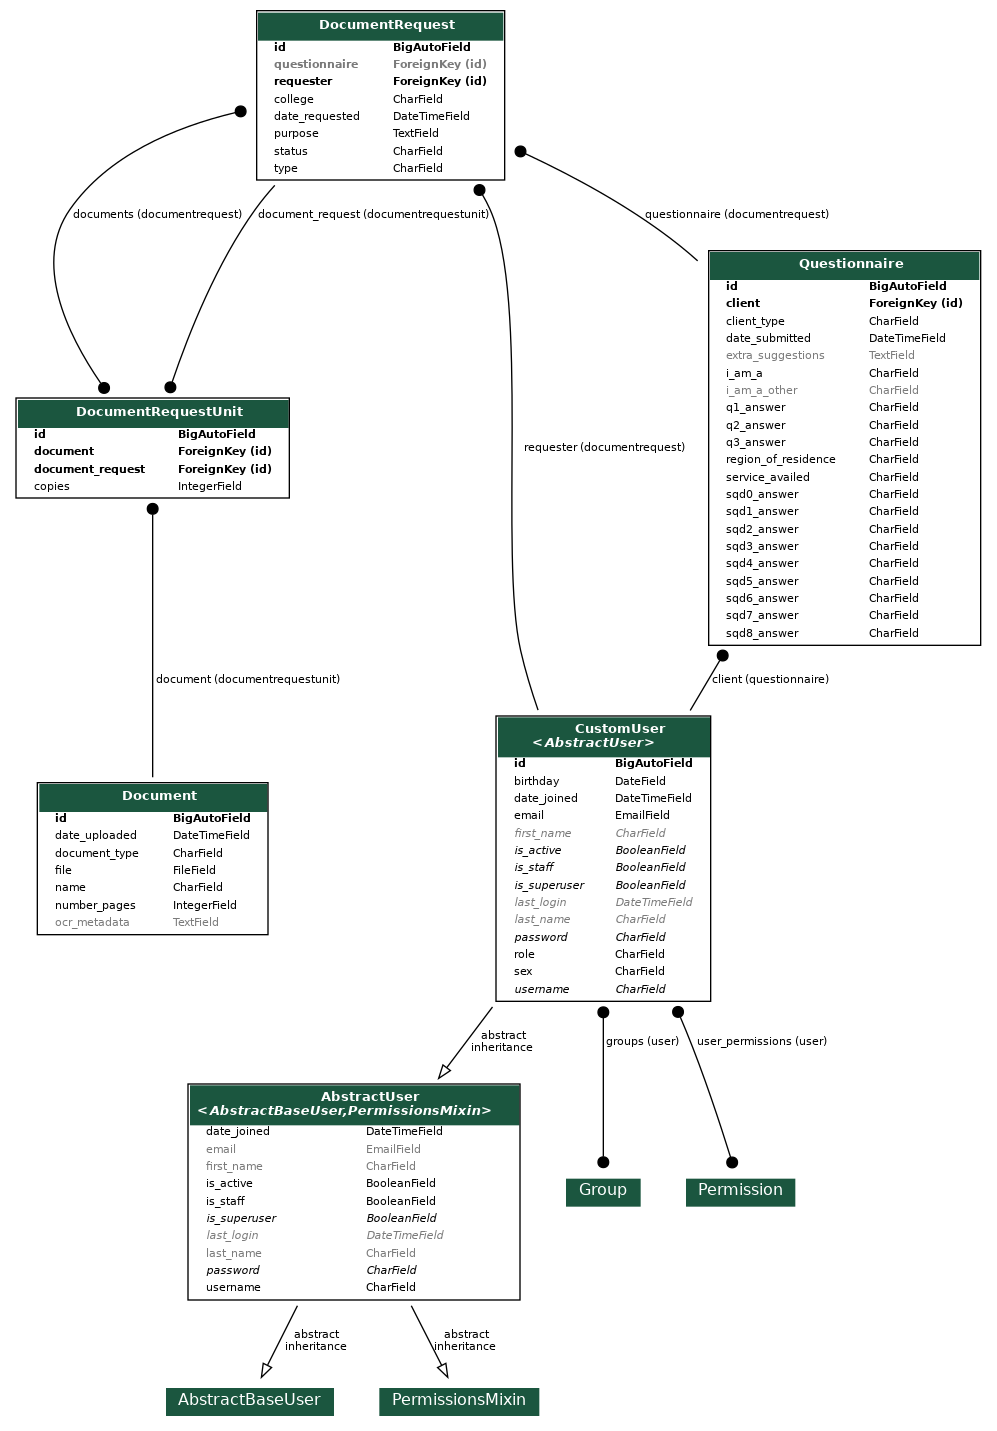 DocumentRequest
id BigAutoField
questionnaire ForeignKey (id)
requester ForeignKey (id)
college CharField
date_requested DateTimeField
purpose TextField
status CharField
type CharField
documents (documentrequest)
document_request (documentrequestunit)
questionnaire (documentrequest)
Questionnaire
id BigAutoField
client ForeignKey (id)
client_type CharField
date_submitted DateTimeField
extra_suggestions TextField
i_am_a CharField
i_am_a_other CharField
q1_answer CharField
q2_answer CharField
q3_answer CharField
region_of_residence CharField
service_availed CharField
sqd0_answer CharField
sqd1_answer CharField
sqd2_answer CharField
sqd3_answer CharField
sqd4_answer CharField
sqd5_answer CharField
sqd6_answer CharField
sqd7_answer CharField
sqd8_answer CharField
DocumentRequestUnit
id BigAutoField
document ForeignKey (id)
document_request ForeignKey (id)
copies IntegerField
requester (documentrequest)
document (documentrequestunit)
client (questionnaire)
CustomUser
<AbstractUser>
id BigAutoField
birthday DateField
date_joined DateTimeField
email EmailField
first_name CharField
is_active BooleanField
is_staff BooleanField
is_superuser BooleanField
last_login DateTimeField
last_name CharField
password CharField
role CharField
sex CharField
username CharField
Document
id BigAutoField
date_uploaded DateTimeField
document_type CharField
file FileField
name CharField
number_pages IntegerField
ocr_metadata TextField
abstract
inheritance
groups (user)
user_permissions (user)
AbstractUser
<AbstractBaseUser,PermissionsMixin>
date_joined DateTimeField
email EmailField
first_name CharField
is_active BooleanField
is_staff BooleanField
is_superuser BooleanField
last_login DateTimeField
last_name CharField
password CharField
username CharField
Group
Permission
abstract
inheritance
abstract
inheritance
AbstractBaseUser
PermissionsMixin